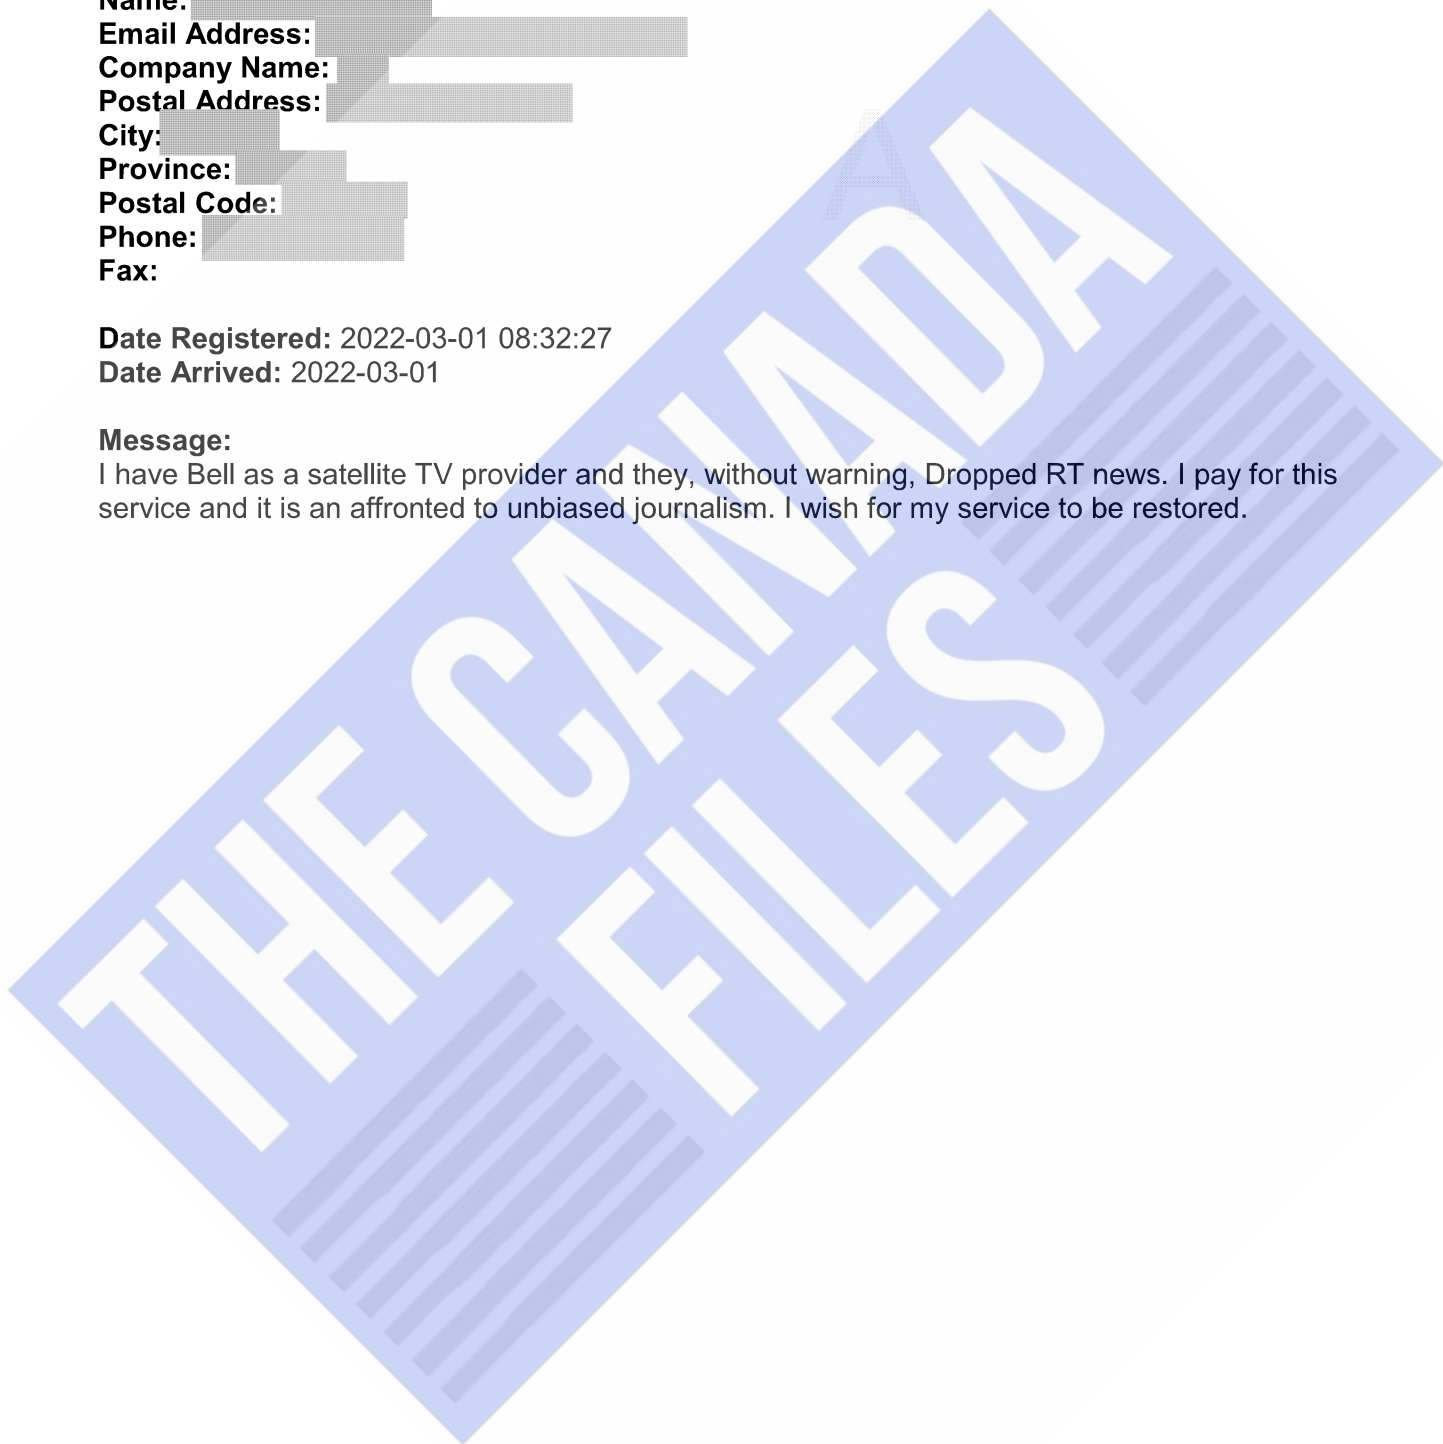 Name:
Email Address:
Company Name:
Postal Address:
City:
Province:
Postal Code:
Phone:
Fax:
Date Registered: 2022-03-01 08:32:27
Date Arrived: 2022-03-01
Message:
I have Bell as a satellite TV provider and they, without warning, Dropped RT news. I pay for this
service and it is an affronted to unbiased journalism. I wish for my service to be restored.
A
THE CANADA
FILES